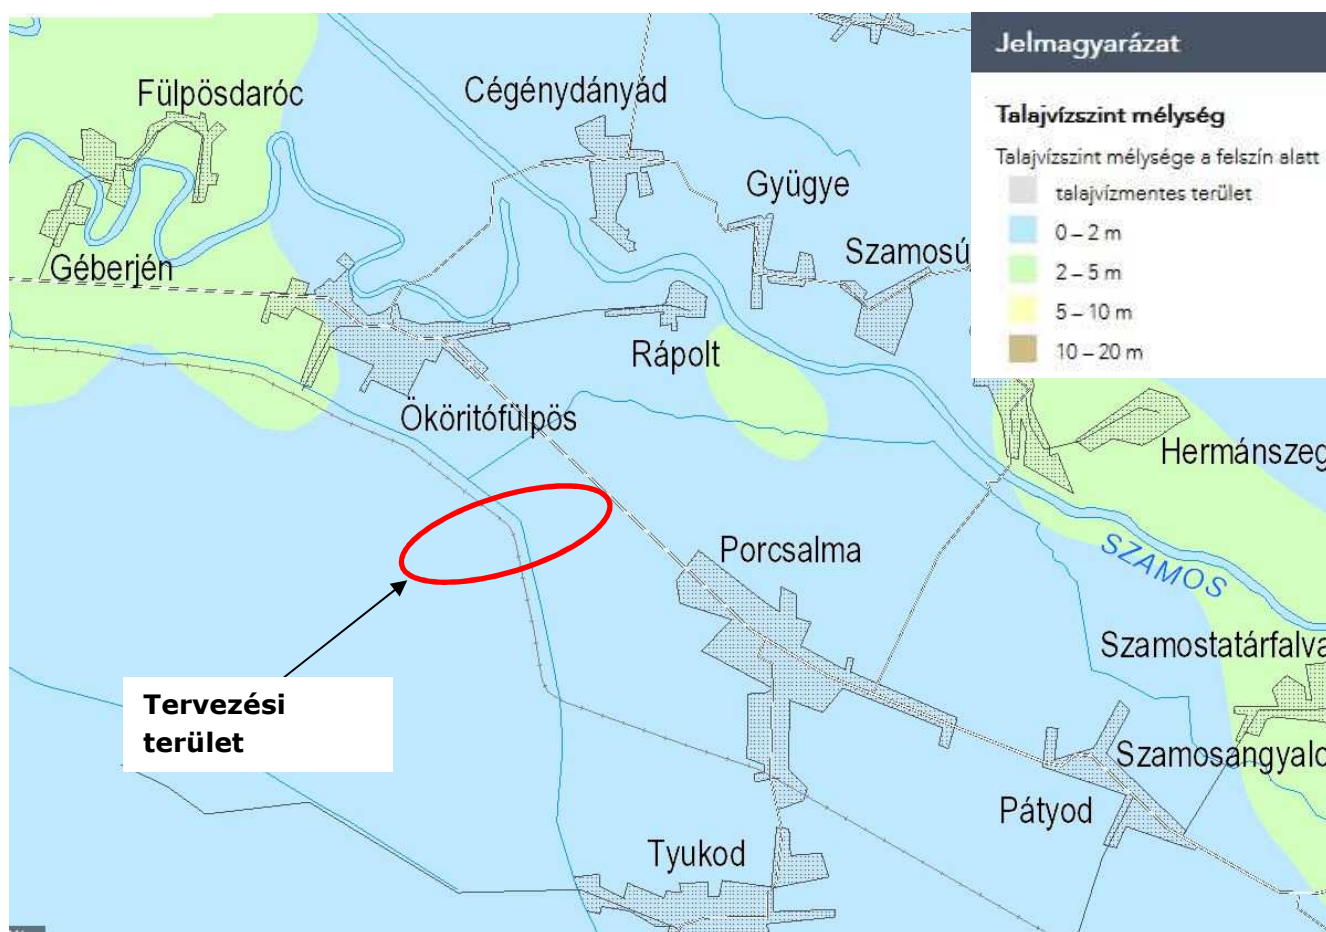 Jelmagyarázat
Talajvízszint mélység
Talajvízszint mélysége a felszín alatt
talajvízmentes terület
0 – 2 m
2 – 5 m
5 – 10 m
10 – 20 m
Fülpösdaróc
Cégénydányád
Gyügye
Szamosú
Géberjén
Rápolt
Ököritófülpös
Hermánszeg
Porcsalma
SZAMOS
Szamostatárfalva
Tervezési
terület
Szamosangyalo
Pátyod
Tyukod